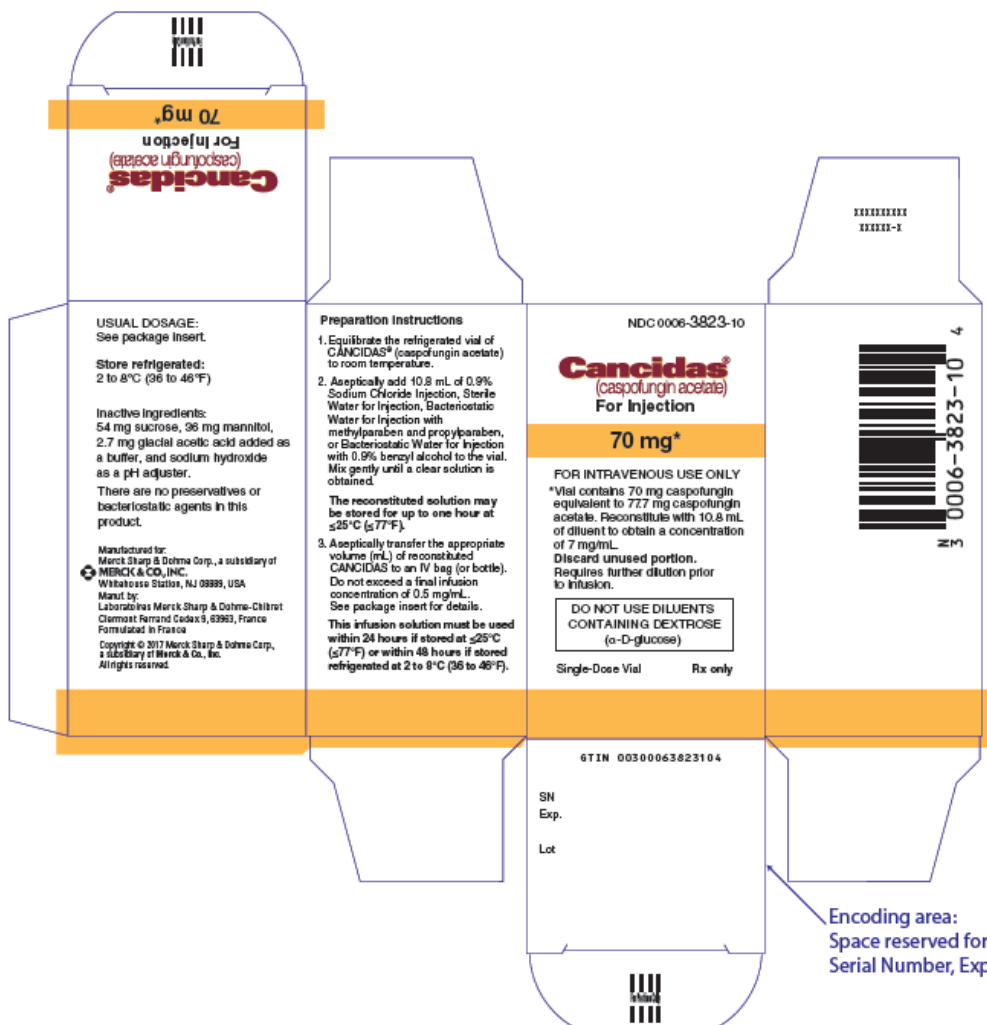 70 mg*
For Injection
(caspofungin acetate)
Cancidas®
USUAL DOSAGE:
See package insert.
Store refrigerated:
2 to 8°C (36 to 46°F)
Inactive ingredients:
54 mg sucrose, 36 mg mannitol,
2.7 mg glacial acetic acid added as
a buffer, and sodium hydroxide
as a pH adjuster.
There are no preservatives or
bacteriostatic agents in this
product.
Manufactured for:
Merck Sharp & Dohme Corp., a subsidiary of
MERCK & CO., INC.
Whitehouse Station, NJ 08889, USA
Manuf. by:
Laboratoires Merck Sharp & Dohme-Chibret
Clermont Ferrand Cedex 9, 63963, France
Formulated in France
Copyright © 2017 Merck Sharp & Dohme Corp.,
a subsidiary of Merck & Co., Inc.
All rights reserved.
Preparation Instructions
1. Equilibrate the refrigerated vial of
CANCIDAS® (caspofungin acetate)
to room temperature.
2. Aseptically add 10.8 mL of 0.9%
Sodium Chloride Injection, Sterile
Water for Injection, Bacteriostatic
Water for Injection with
methylparaben and propylparaben,
or Bacteriostatic Water for Injection
with 0.9% benzyl alcohol to the vial.
Mix gently until a clear solution is
obtained.
The reconstituted solution may
be stored for up to one hour at
≤25°C (≤77°F).
3. Aseptically transfer the appropriate
volume (mL) of reconstituted
CANCIDAS to an IV bag (or bottle).
Do not exceed a final infusion
concentration of 0.5 mg/mL.
See package insert for details.
This infusion solution must be used
within 24 hours if stored at ≤25°C
(≤77°F) or within 48 hours if stored
refrigerated at 2 to 8°C (36 to 46°F).
NDC 0006-3823-10
Cancidas®
(caspofungin acetate)
For Injection
70 mg*
FOR INTRAVENOUS USE ONLY
*Vial contains 70 mg caspofungin
equivalent to 77.7 mg caspofungin
acetate. Reconstitute with 10.8 mL
of diluent to obtain a concentration
of 7 mg/mL.
Discard unused portion.
Requires further dilution prior
to infusion.
DO NOT USE DILUENTS
CONTAINING DEXTROSE
(α-D-glucose)
Single-Dose Vial Rx only
XXXXXXXXXX
XXXXXX-X
N 3 0006-3823-10 4
GTIN 00300063823104
SN
Exp.
Lot
Encoding area:
Space reserved for
Serial Number, Exp